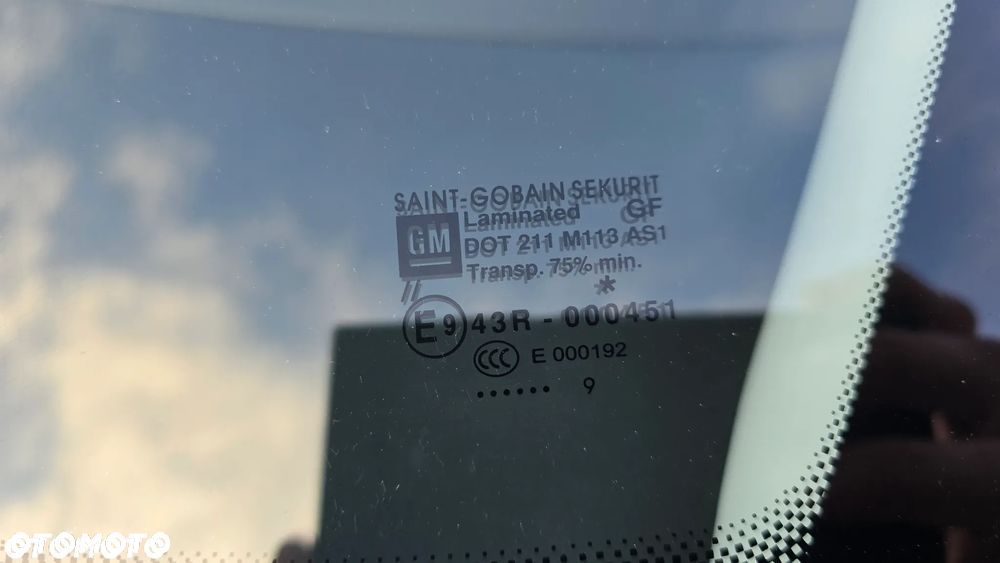 SAINT-GOBAIN SEKURIT
GM Laminated GF
DOT 211 M113 AS1
Transp. 75% min.
// *
E9 43R - 000451
CCC E 000192
...... 9
OTOMOTO